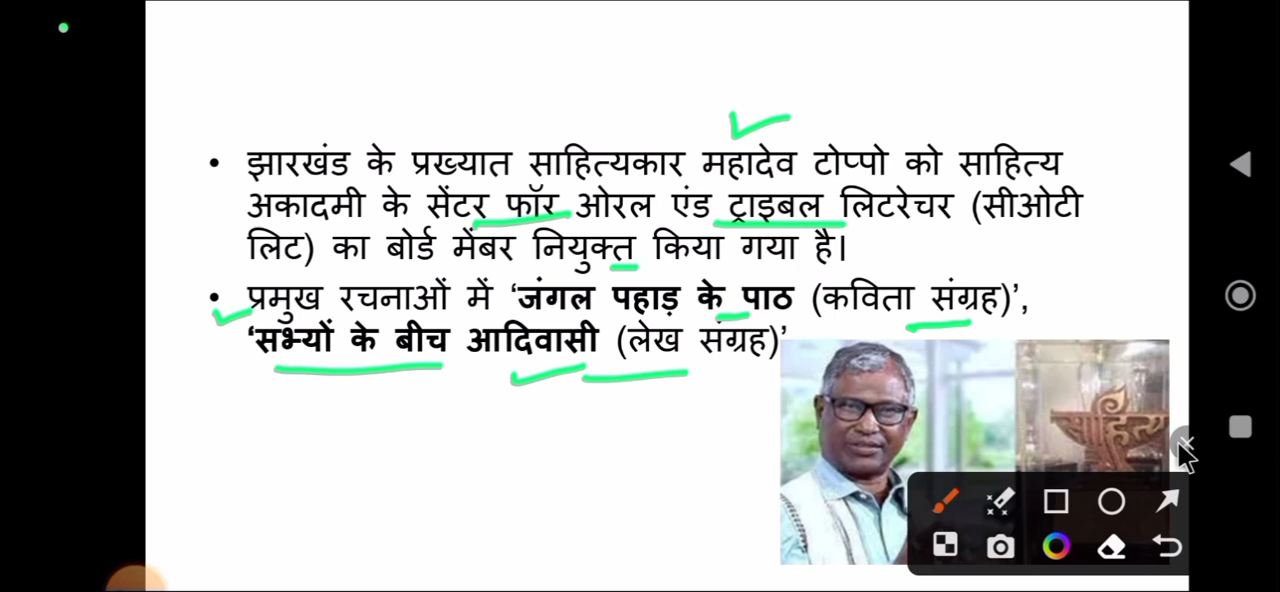 • झारखंड के प्रख्यात साहित्यकार महादेव टोप्पो को साहित्य
अकादमी के सेंटर फॉर ओरल एंड ट्राइबल लिटरेचर (सीओटी
लिट) का बोर्ड मेंबर नियुक्त किया गया है।
• प्रमुख रचनाओं में ‘जंगल पहाड़ के पाठ (कविता संग्रह)’,
‘सभ्यों के बीच आदिवासी (लेख संग्रह)’
साहित्य